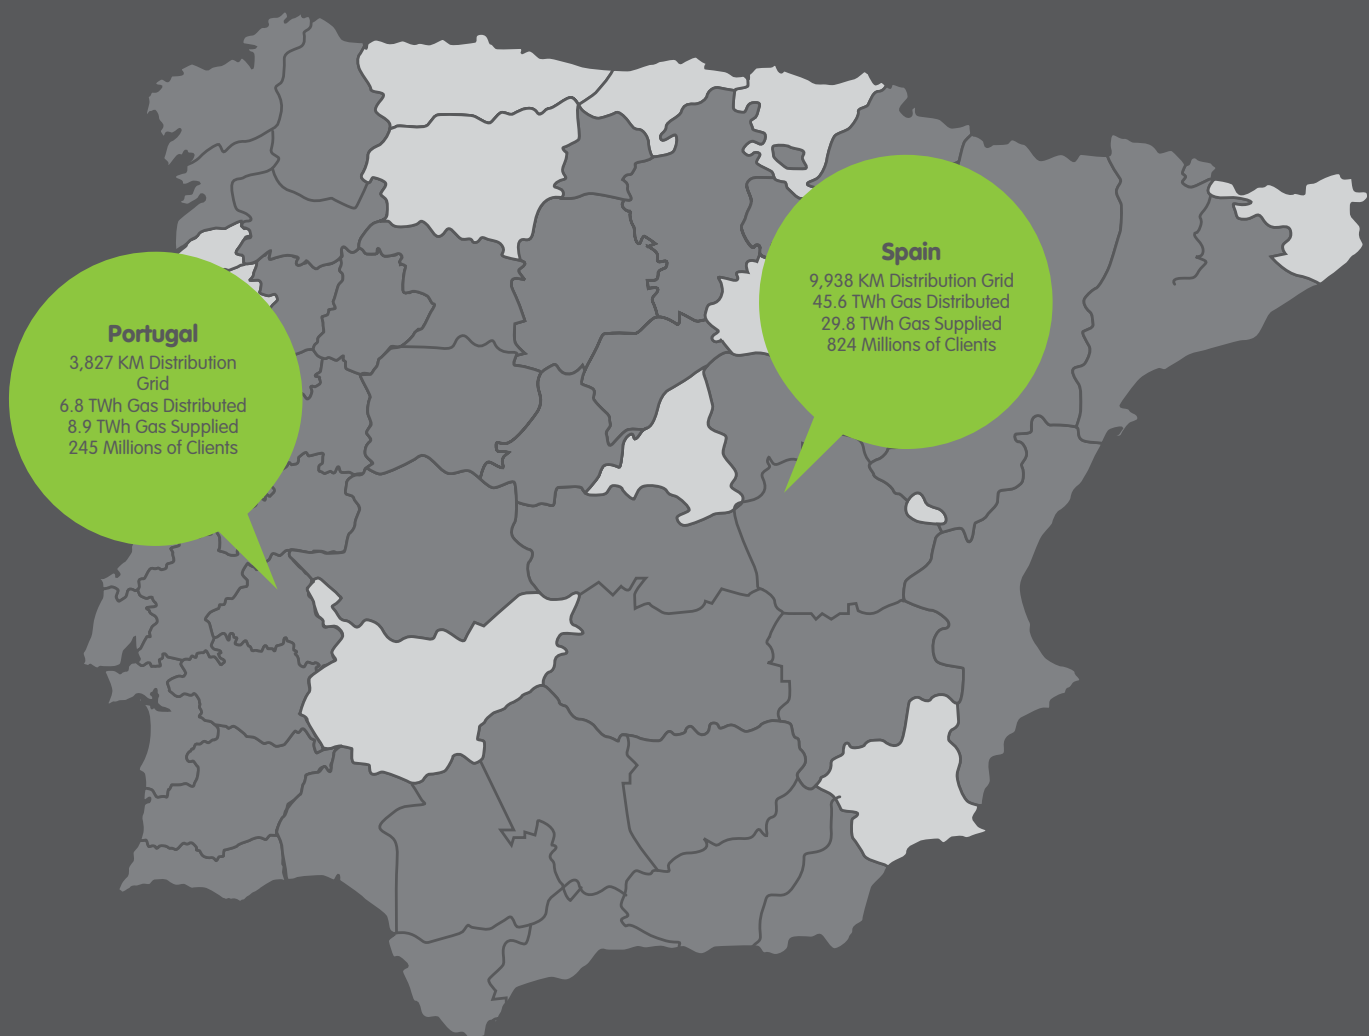 Portugal
3,827 KM Distribution
Grid
6.8 TWh Gas Distributed
8.9 TWh Gas Supplied
245 Millions of Clients
Spain
9,938 KM Distribution Grid
45.6 TWh Gas Distributed
29.8 TWh Gas Supplied
824 Millions of Clients